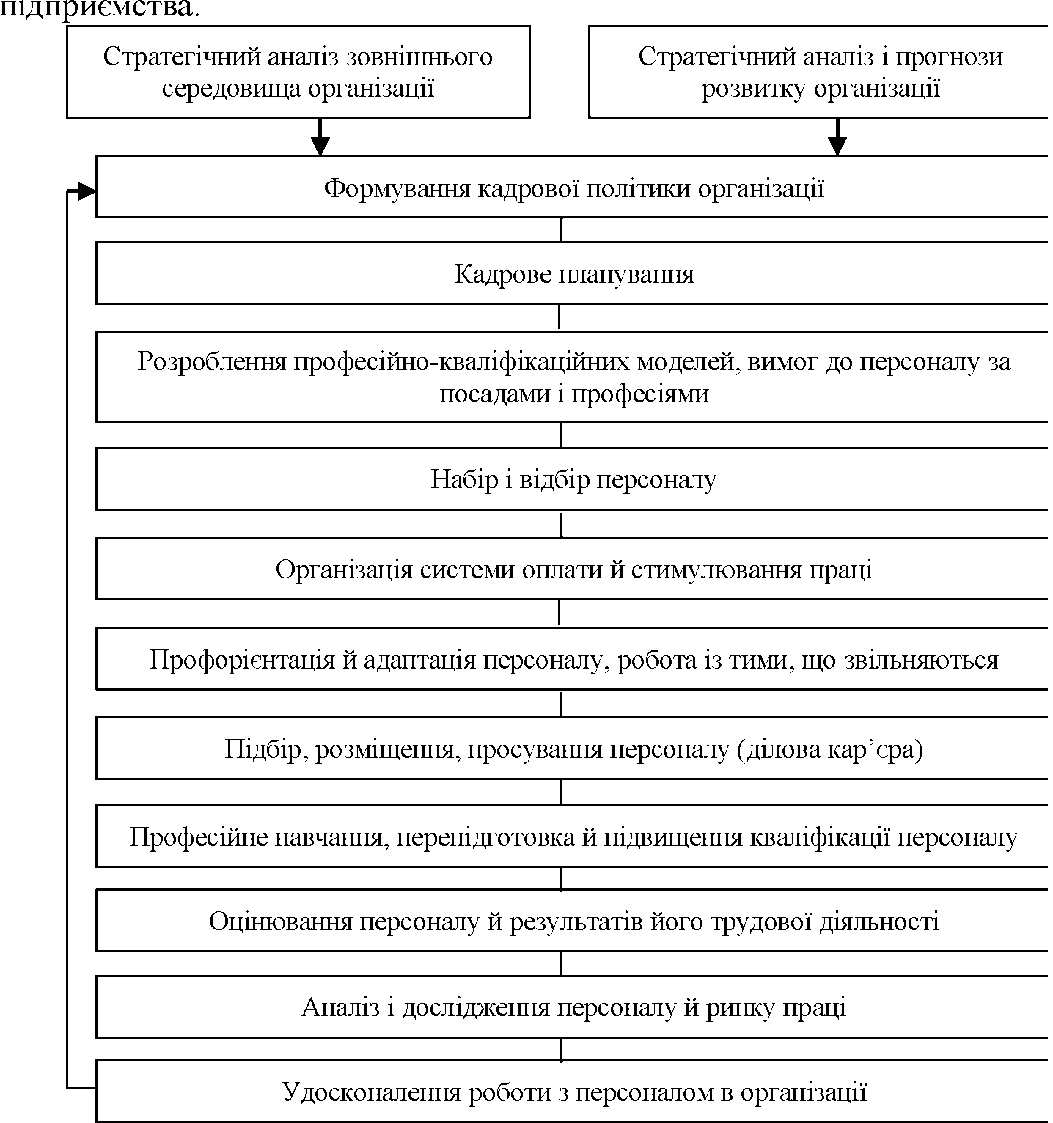 підприємства.
Стратегічний аналіз зовнішнього
середовища організації
Стратегічний аналіз і прогнози
розвитку організації
Формування кадрової політики організації
Кадрове планування
Розроблення професійно-кваліфікаційних моделей, вимог до персоналу за
посадами і професіями
Набір і відбір персоналу
Організація системи оплати й стимулювання праці
Профорієнтація й адаптація персоналу, робота із тими, що звільняються
Підбір, розміщення, просування персоналу (ділова кар’єра)
Професійне навчання, перепідготовка й підвищення кваліфікації персоналу
Оцінювання персоналу й результатів його трудової діяльності
Аналіз і дослідження персоналу й ринку праці
Удосконалення роботи з персоналом в організації